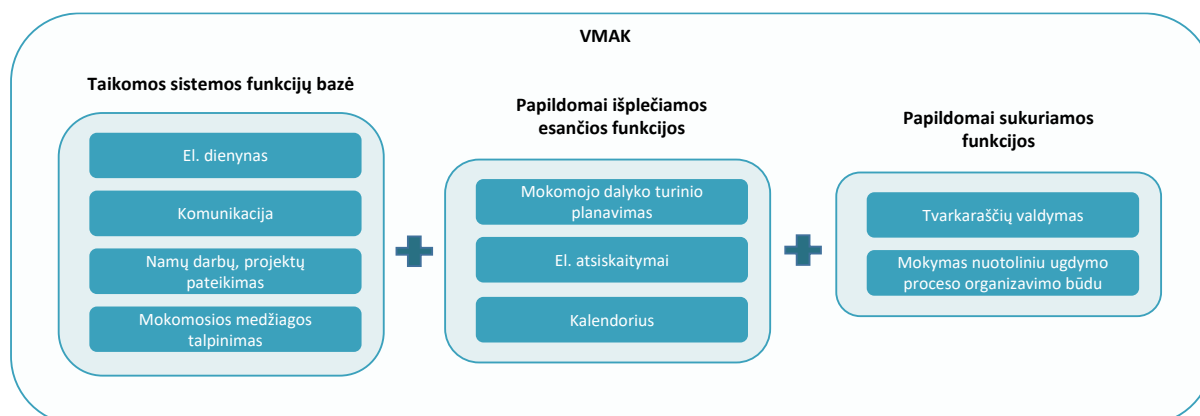 VMAK
Taikomos sistemos funkcijų bazė
El. dienynas
Komunikacija
Namų darbų, projektų
pateikimas
Mokomosios medžiagos
talpinimas
Papildomai išplečiamos
esančios funkcijos
Mokomojo dalyko turinio
planavimas
El. atsiskaitymai
Kalendorius
Papildomai sukuriamos
funkcijos
Tvarkaraščių valdymas
Mokymas nuotoliniu ugdymo
proceso organizavimo būdu